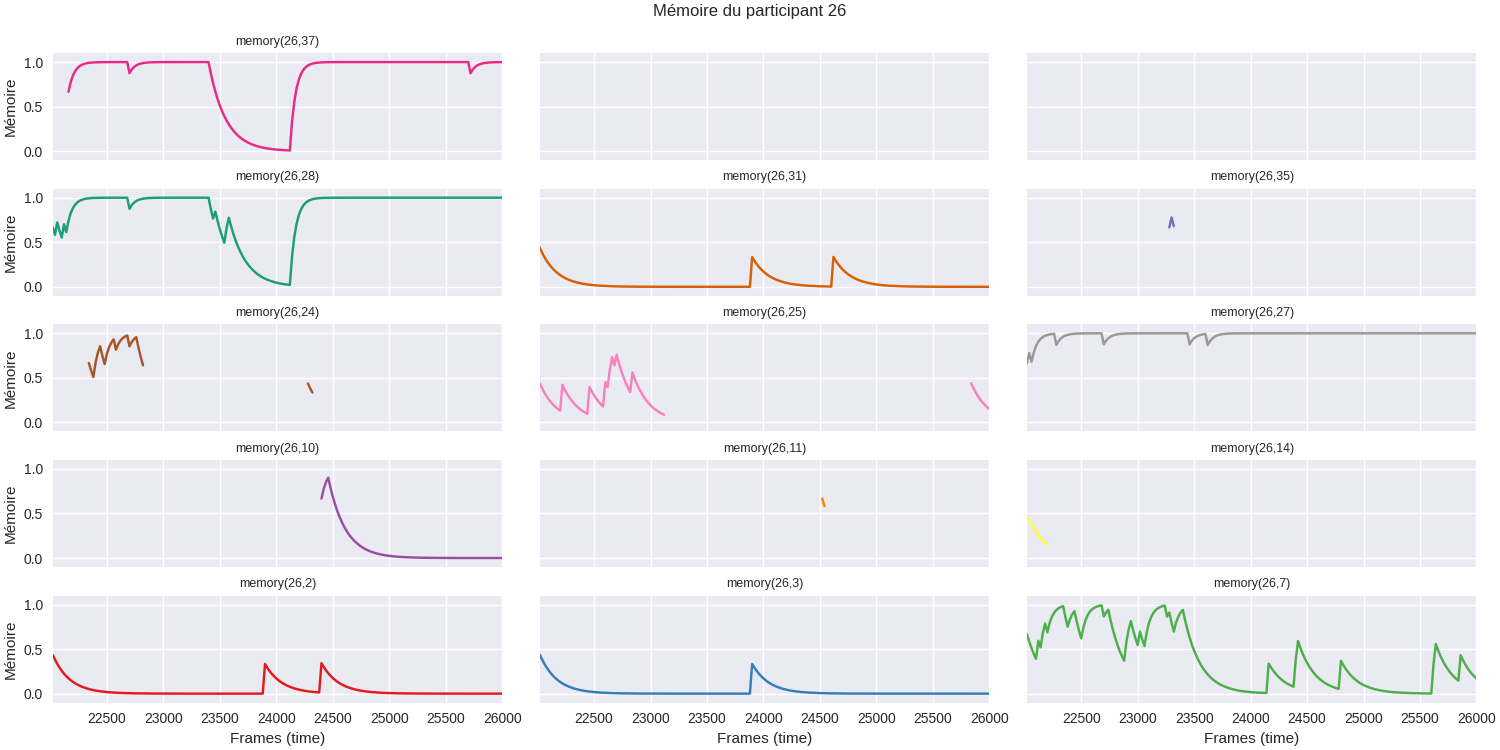 Mémoire du participant 26
memory(26,37)
Mémoire
1.0
0.5
0.0
memory(26,28)
memory(26,31)
memory(26,35)
Mémoire
1.0
0.5
0.0
memory(26,24)
memory(26,25)
memory(26,27)
Mémoire
1.0
0.5
0.0
memory(26,10)
memory(26,11)
memory(26,14)
Mémoire
1.0
0.5
0.0
memory(26,2)
memory(26,3)
memory(26,7)
Mémoire
1.0
0.5
0.0
22500 23000 23500 24000 24500 25000 25500 26000
22500 23000 23500 24000 24500 25000 25500 26000
22500 23000 23500 24000 24500 25000 25500 26000
Frames (time)
Frames (time)
Frames (time)